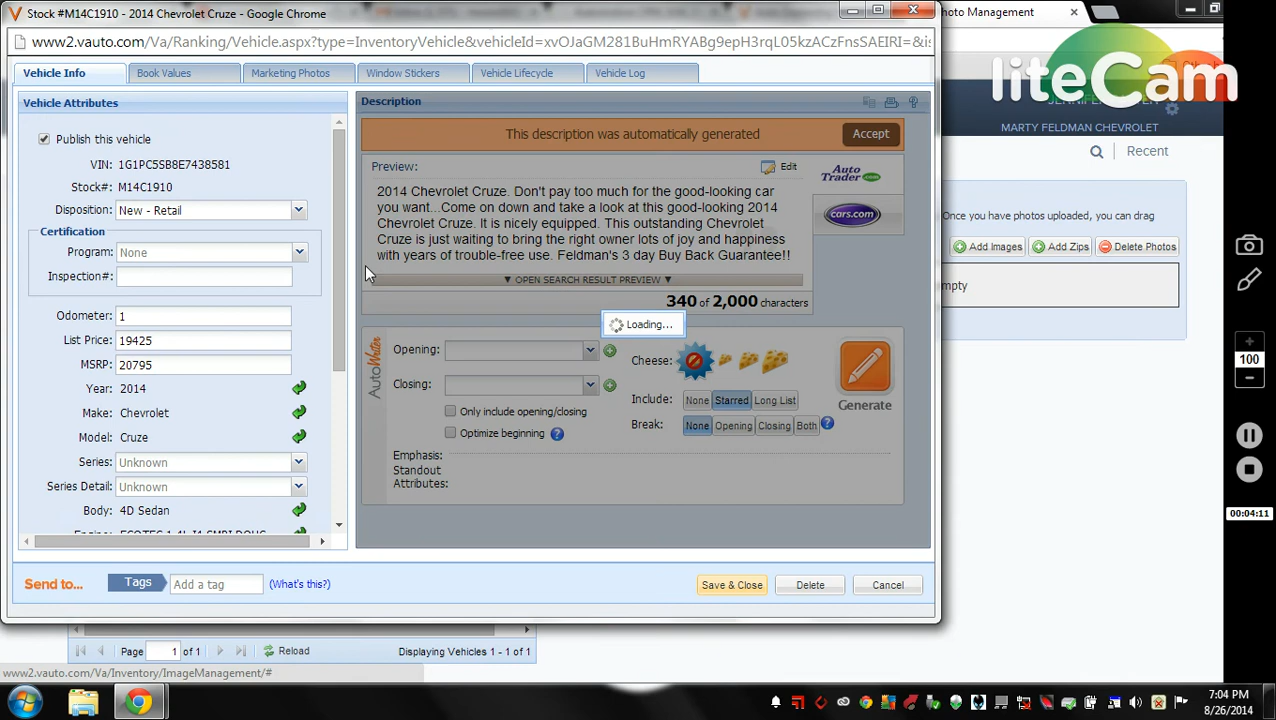 Stock #M14C1910 - 2014 Chevrolet Cruze - Google Chrome
hoto Management
www2.vauto.com/Va/Ranking/Vehicle.aspx?type=InventoryVehicle&vehicleId=xvOJaGM281BuHmRYABg9epH3rqL05kzACzFnsSAEIRI=&is
liteCam
Vehicle Info
Book Values
Marketing Photos
Window Stickers
Vehicle Lifecycle
Vehicle Log
MARTY FELDMAN CHEVROLET
Recent
Vehicle Attributes
Description
Publish this vehicle
This description was automatically generated
Accept
VIN: 1G1PC5SB8E7438581
Preview:
Edit
Auto Trader
Stock#: M14C1910
2014 Chevrolet Cruze. Don't pay too much for the good-looking car
you want...Come on down and take a look at this good-looking 2014
Chevrolet Cruze. It is nicely equipped. This outstanding Chevrolet
Cruze is just waiting to bring the right owner lots of joy and happiness
with years of trouble-free use. Feldman's 3 day Buy Back Guarantee!!
cars.com
Disposition: New - Retail
Once you have photos uploaded, you can drag
Certification
Program: None
Add Images
Add Zips
Delete Photos
Inspection#:
▼ OPEN SEARCH RESULT PREVIEW ▼
mpty
340 of 2,000 characters
Odometer: 1
Loading...
List Price: 19425
MSRP: 20795
Year: 2014
Make: Chevrolet
Model: Cruze
Series: Unknown
Series Detail: Unknown
Body: 4D Sedan
AutoWriter
Opening:
Cheese:
Closing:
Only include opening/closing
Include: None Starred Long List
Generate
Optimize beginning
Break: None Opening Closing Both
Emphasis:
Standout
Attributes:
100
00:04:11
Send to...
Tags
Add a tag
(What's this?)
Save & Close
Delete
Cancel
Page 1 of 1
Reload
Displaying Vehicles 1 - 1 of 1
www2.vauto.com/Va/Inventory/ImageManagement/#
7:04 PM
8/26/2014